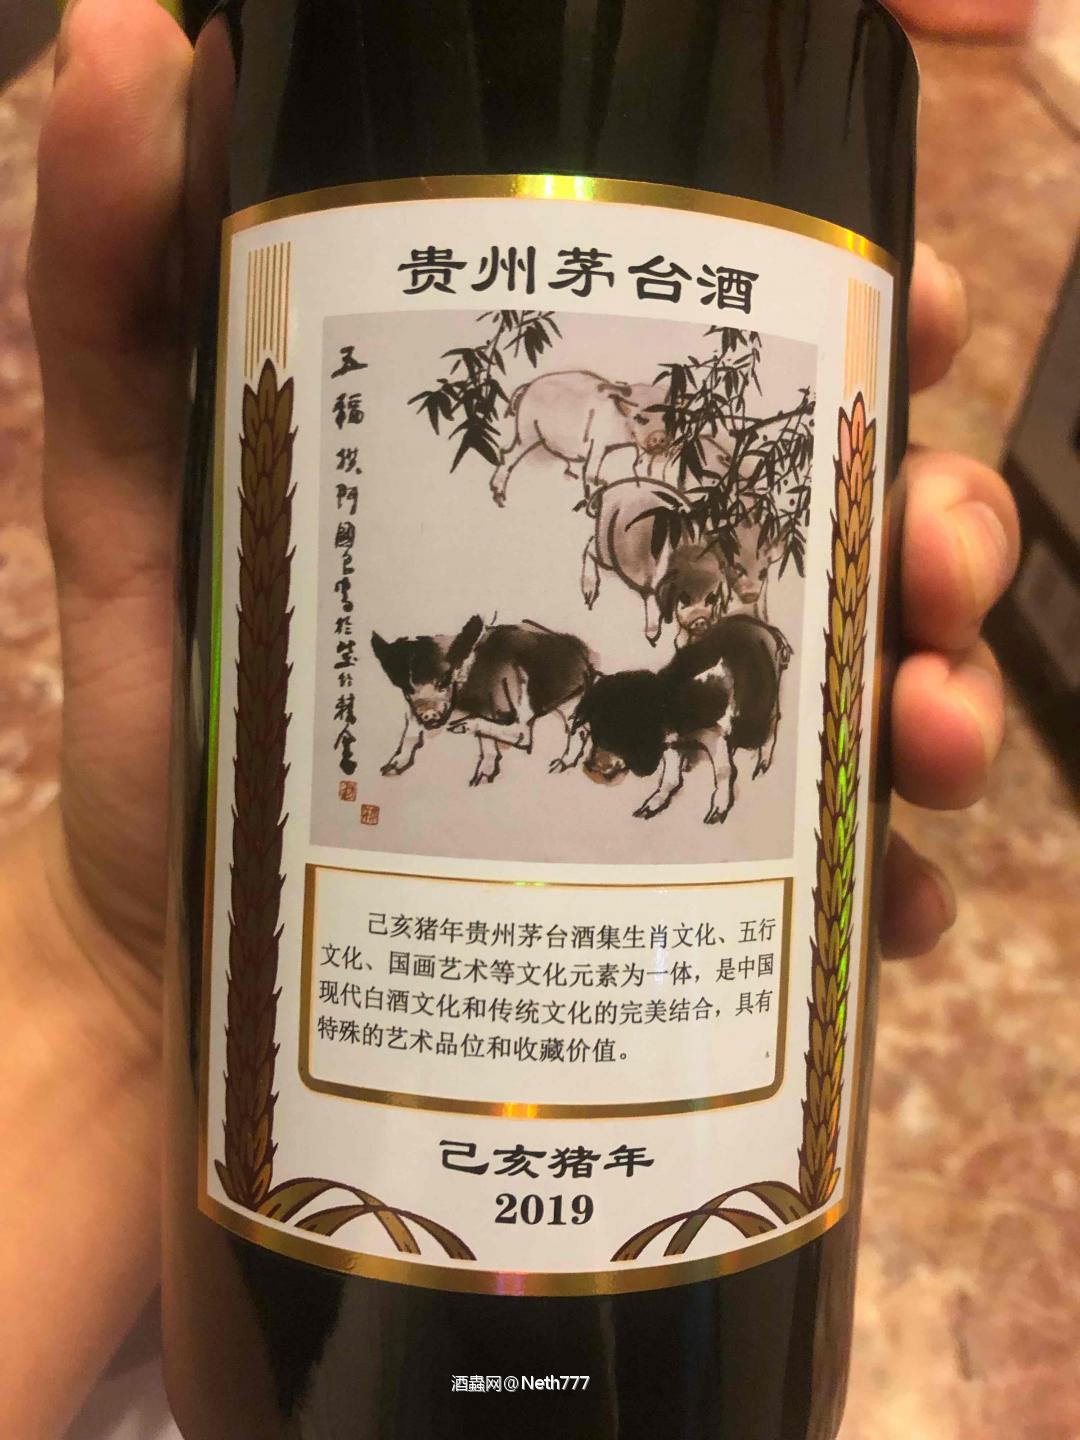 贵州茅台酒
五福
己亥猪年贵州茅台酒集生肖文化、五行
文化、国画艺术等文化元素为一体，是中国
现代白酒文化和传统文化的完美结合，具有
特殊的艺术品位和收藏价值。
己亥猪年
2019
酒蟲网@Neth777